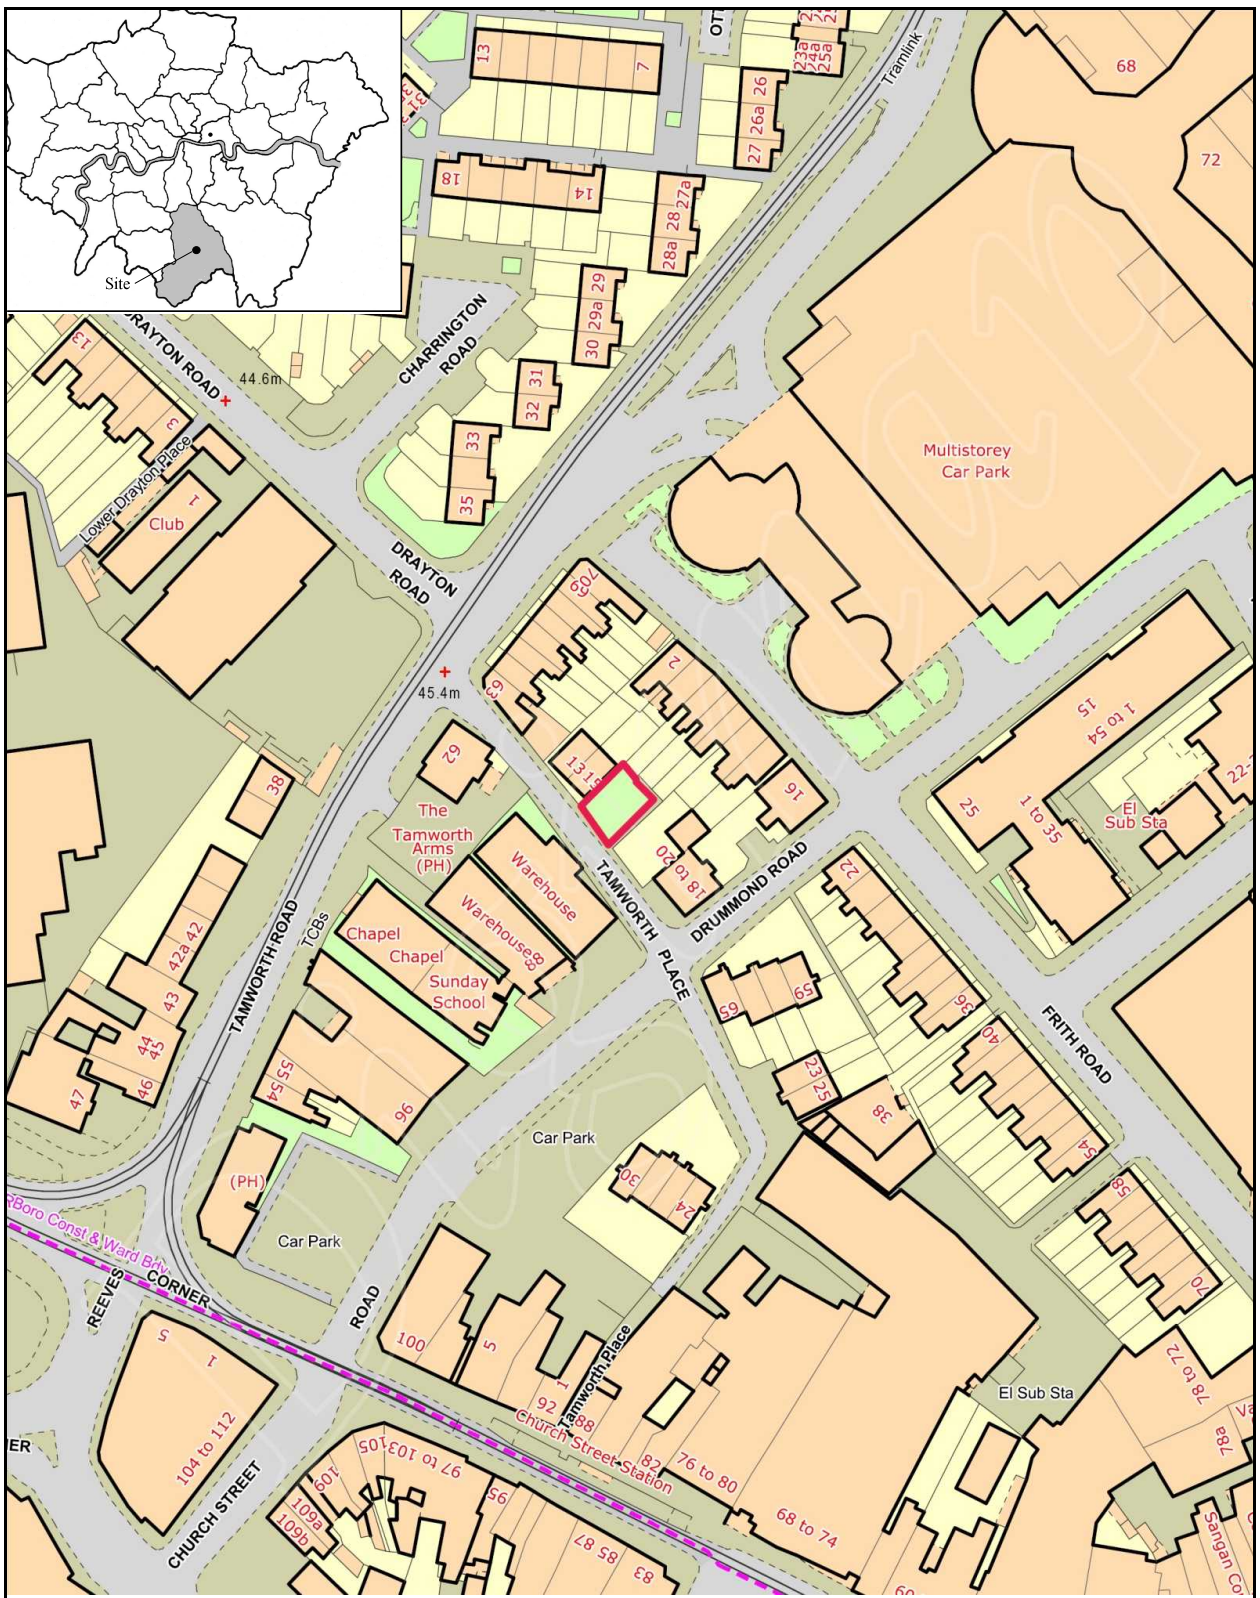 Site
13
7
OTT
23a
24a
25a
Tramlink
68
72
26
26a
27
18
14
27a
28
28a
29
29a
30
31
32
33
35
CHARRINGTON
ROAD
DRAYTON ROAD
44.6m
13
3
Lower Drayton Place
1
Club
DRAYTON
ROAD
Multistorey
Car Park
609
63
45.4m
2
13
15
16
62
The
Tamworth
Arms
(PH)
38
15
1 to 54
25
1 to 35
El
Sub Sta
Warehouse
Warehouse
88
Chapel
Chapel
Sunday
School
TCBs
TAMWORTH ROAD
TAMWORTH PLACE
18 to 20
DRUMMOND ROAD
22
36
40
54
58
70
FRITH ROAD
42a 42
43
44
45
46
47
65
59
23
25
38
55 54
96
Car Park
30
24
(PH)
Car Park
Boro Const & Ward Bdy
REEVES
CORNER
ROAD
100
5
1
92
88
Tamworth Place
Church Street Station
82
76 to 80
68 to 74
El Sub Sta
78 to 72
78a
5
1
104 to 112
CHURCH STREET
109
109a
109b
105
97 to 103
95
85 87
83
Sangan Co